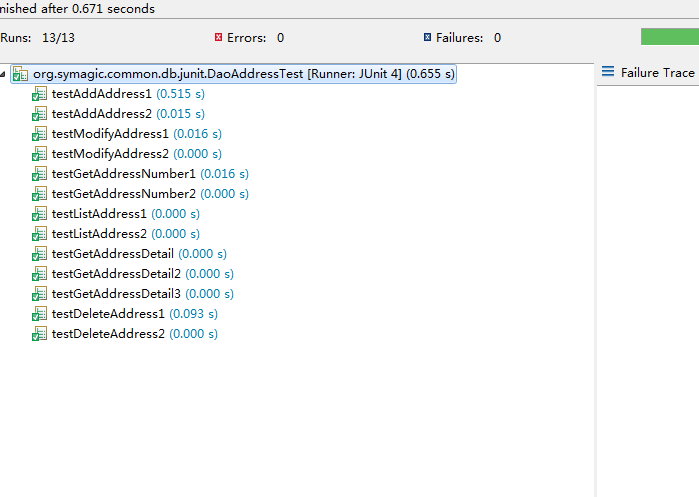 nished after 0.671 seconds
Runs: 13/13 Errors: 0 Failures: 0
org.symagic.common.db.junit.DaoAddressTest [Runner: JUnit 4] (0.655 s)
Failure Trace
testAddAddress1 (0.515 s)
testAddAddress2 (0.015 s)
testModifyAddress1 (0.016 s)
testModifyAddress2 (0.000 s)
testGetAddressNumber1 (0.016 s)
testGetAddressNumber2 (0.000 s)
testListAddress1 (0.000 s)
testListAddress2 (0.000 s)
testGetAddressDetail (0.000 s)
testGetAddressDetail2 (0.000 s)
testGetAddressDetail3 (0.000 s)
testDeleteAddress1 (0.093 s)
testDeleteAddress2 (0.000 s)